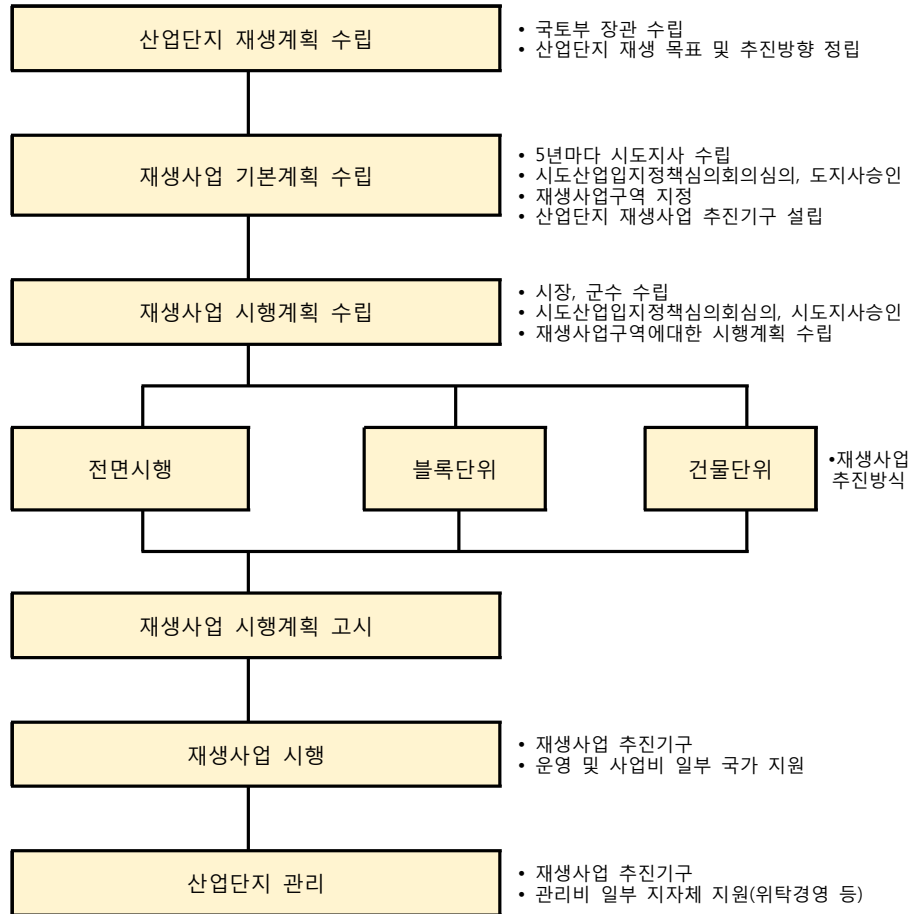 산업단지 재생계획 수립
• 국토부 장관 수립
• 산업단지 재생 목표 및 추진방향 정립
재생사업 기본계획 수립
• 5년마다 시도지사 수립
• 시도산업입지정책심의회의심의, 도지사승인
• 재생사업구역 지정
• 산업단지 재생사업 추진기구 설립
재생사업 시행계획 수립
• 시장, 군수 수립
• 시도산업입지정책심의회심의, 시도지사승인
• 재생사업구역에대한 시행계획 수립
전면시행
블록단위
건물단위
•재생사업
추진방식
재생사업 시행계획 고시
재생사업 시행
• 재생사업 추진기구
• 운영 및 사업비 일부 국가 지원
산업단지 관리
• 재생사업 추진기구
• 관리비 일부 지자체 지원(위탁경영 등)